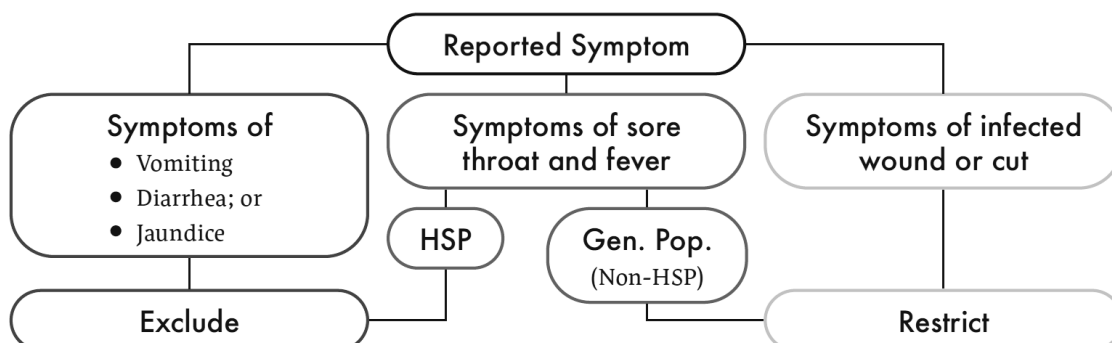 Reported Symptom
Symptoms of
● Vomiting
● Diarrhea; or
● Jaundice
Symptoms of sore
throat and fever
Symptoms of infected
wound or cut
HSP
Gen. Pop.
(Non-HSP)
Exclude
Restrict